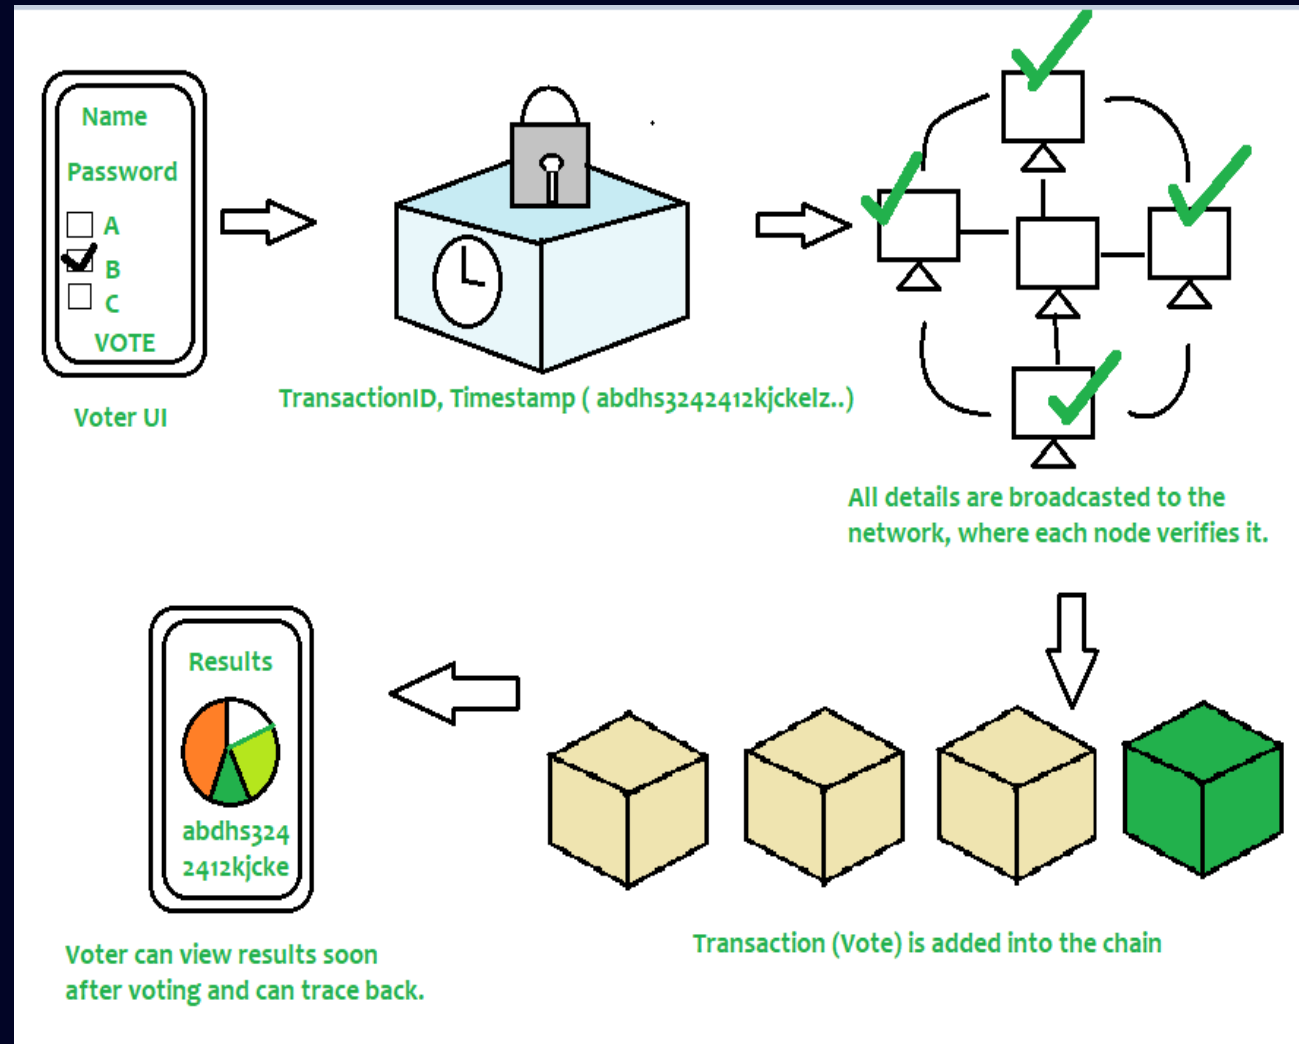 Name
Password
A
B
C
VOTE
Voter UI
TransactionID, Timestamp ( abdhs3242412kjckelz..)
All details are broadcasted to the
network, where each node verifies it.
Transaction (Vote) is added into the chain
Results
abdhs324
2412kjcke
Voter can view results soon
after voting and can trace back.